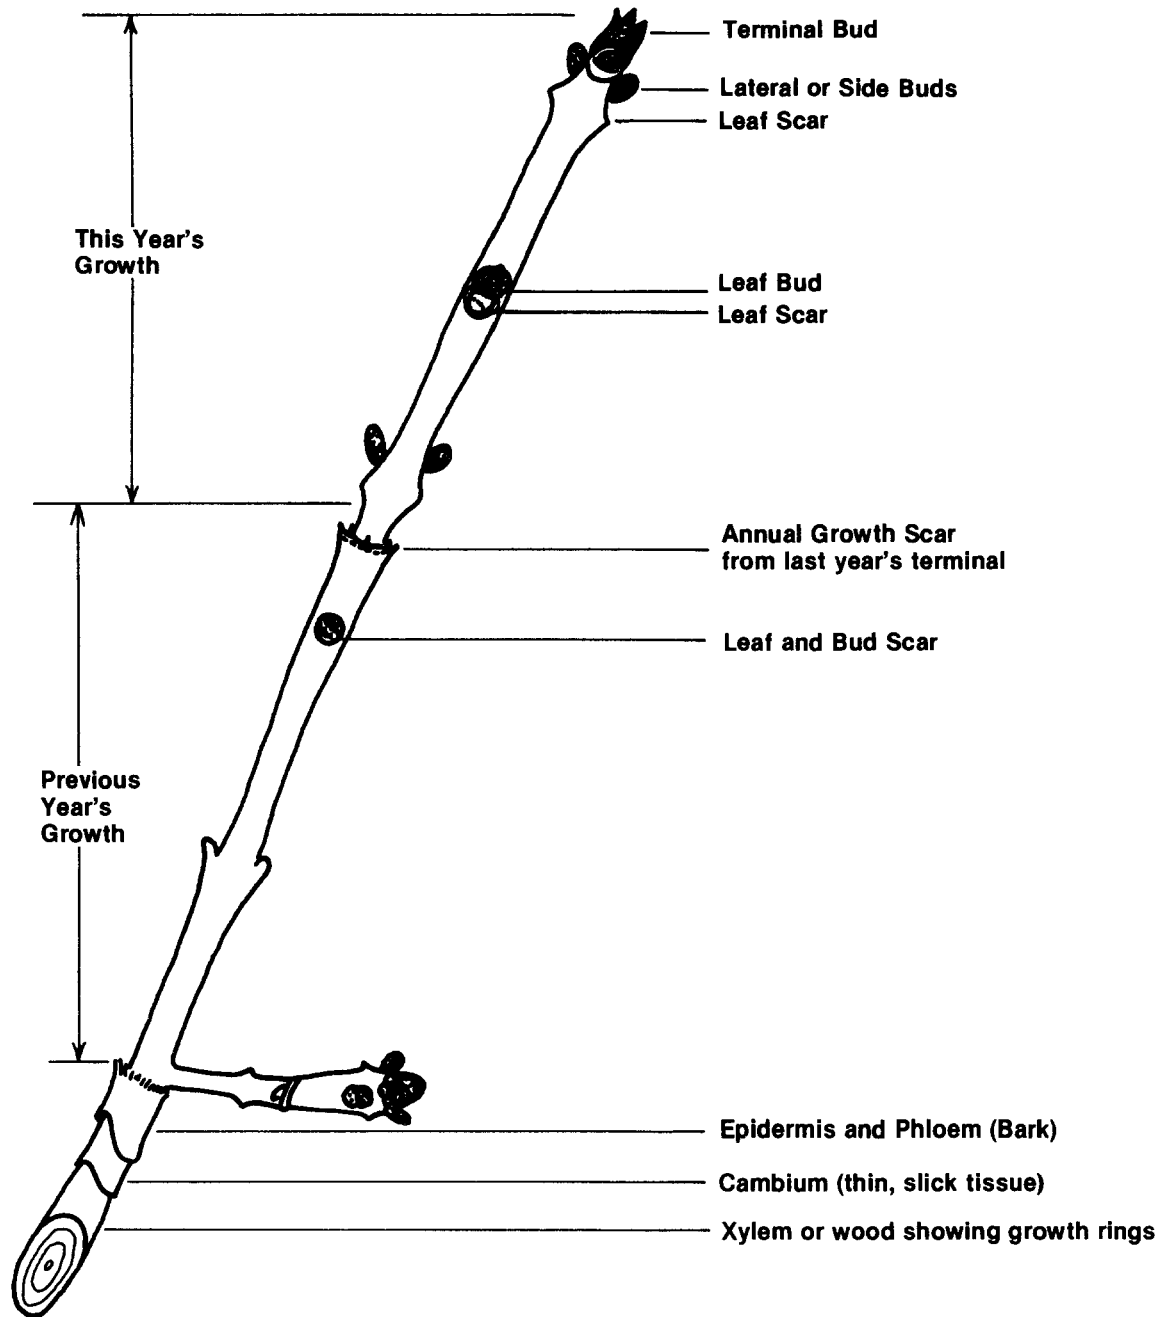 Terminal Bud
Lateral or Side Buds
Leaf Scar
This Year's
Growth
Leaf Bud
Leaf Scar
Annual Growth Scar
from last year's terminal
Leaf and Bud Scar
Previous
Year's
Growth
Epidermis and Phloem (Bark)
Cambium (thin, slick tissue)
Xylem or wood showing growth rings